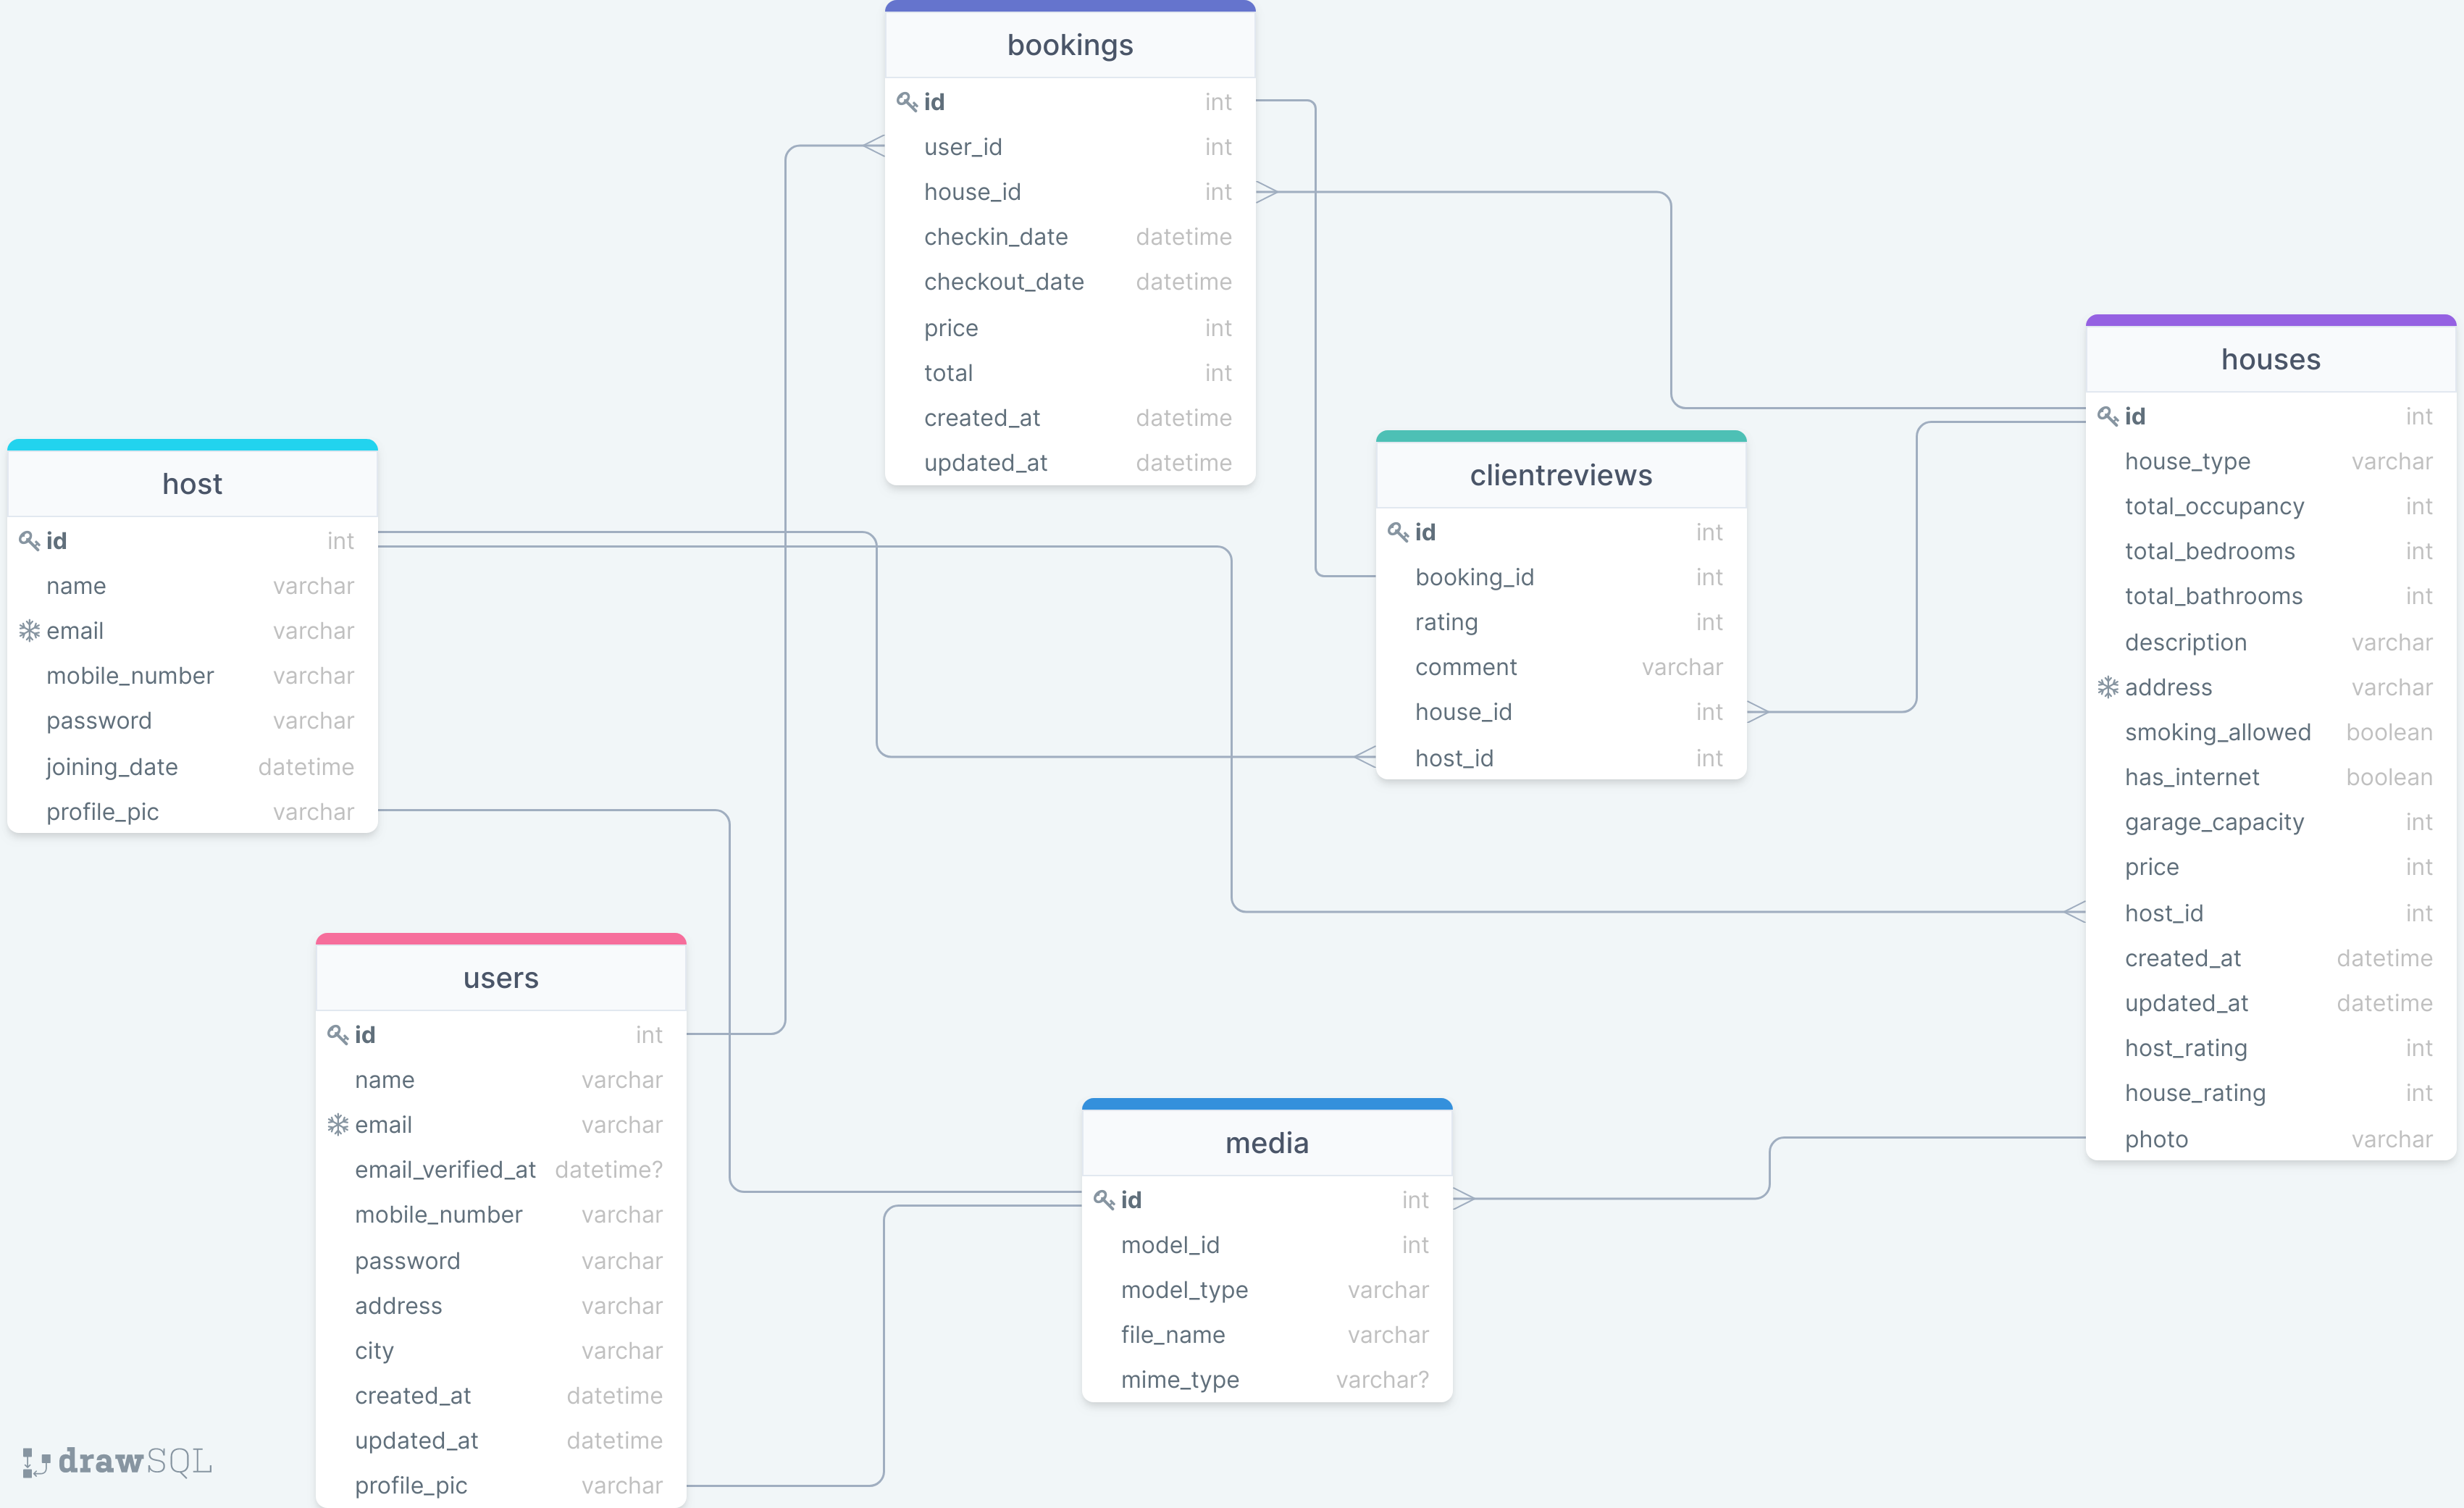 bookings
id int
user_id int
house_id int
checkin_date datetime
checkout_date datetime
price int
total int
created_at datetime
updated_at datetime
host
id int
name varchar
email varchar
mobile_number varchar
password varchar
joining_date datetime
profile_pic varchar
clientreviews
id int
booking_id int
rating int
comment varchar
house_id int
host_id int
houses
id int
house_type varchar
total_occupancy int
total_bedrooms int
total_bathrooms int
description varchar
address varchar
smoking_allowed boolean
has_internet boolean
garage_capacity int
price int
host_id int
created_at datetime
updated_at datetime
host_rating int
house_rating int
photo varchar
users
id int
name varchar
email varchar
email_verified_at datetime?
mobile_number varchar
password varchar
address varchar
city varchar
created_at datetime
updated_at datetime
profile_pic varchar
media
id int
model_id int
model_type varchar
file_name varchar
mime_type varchar?
drawSQL